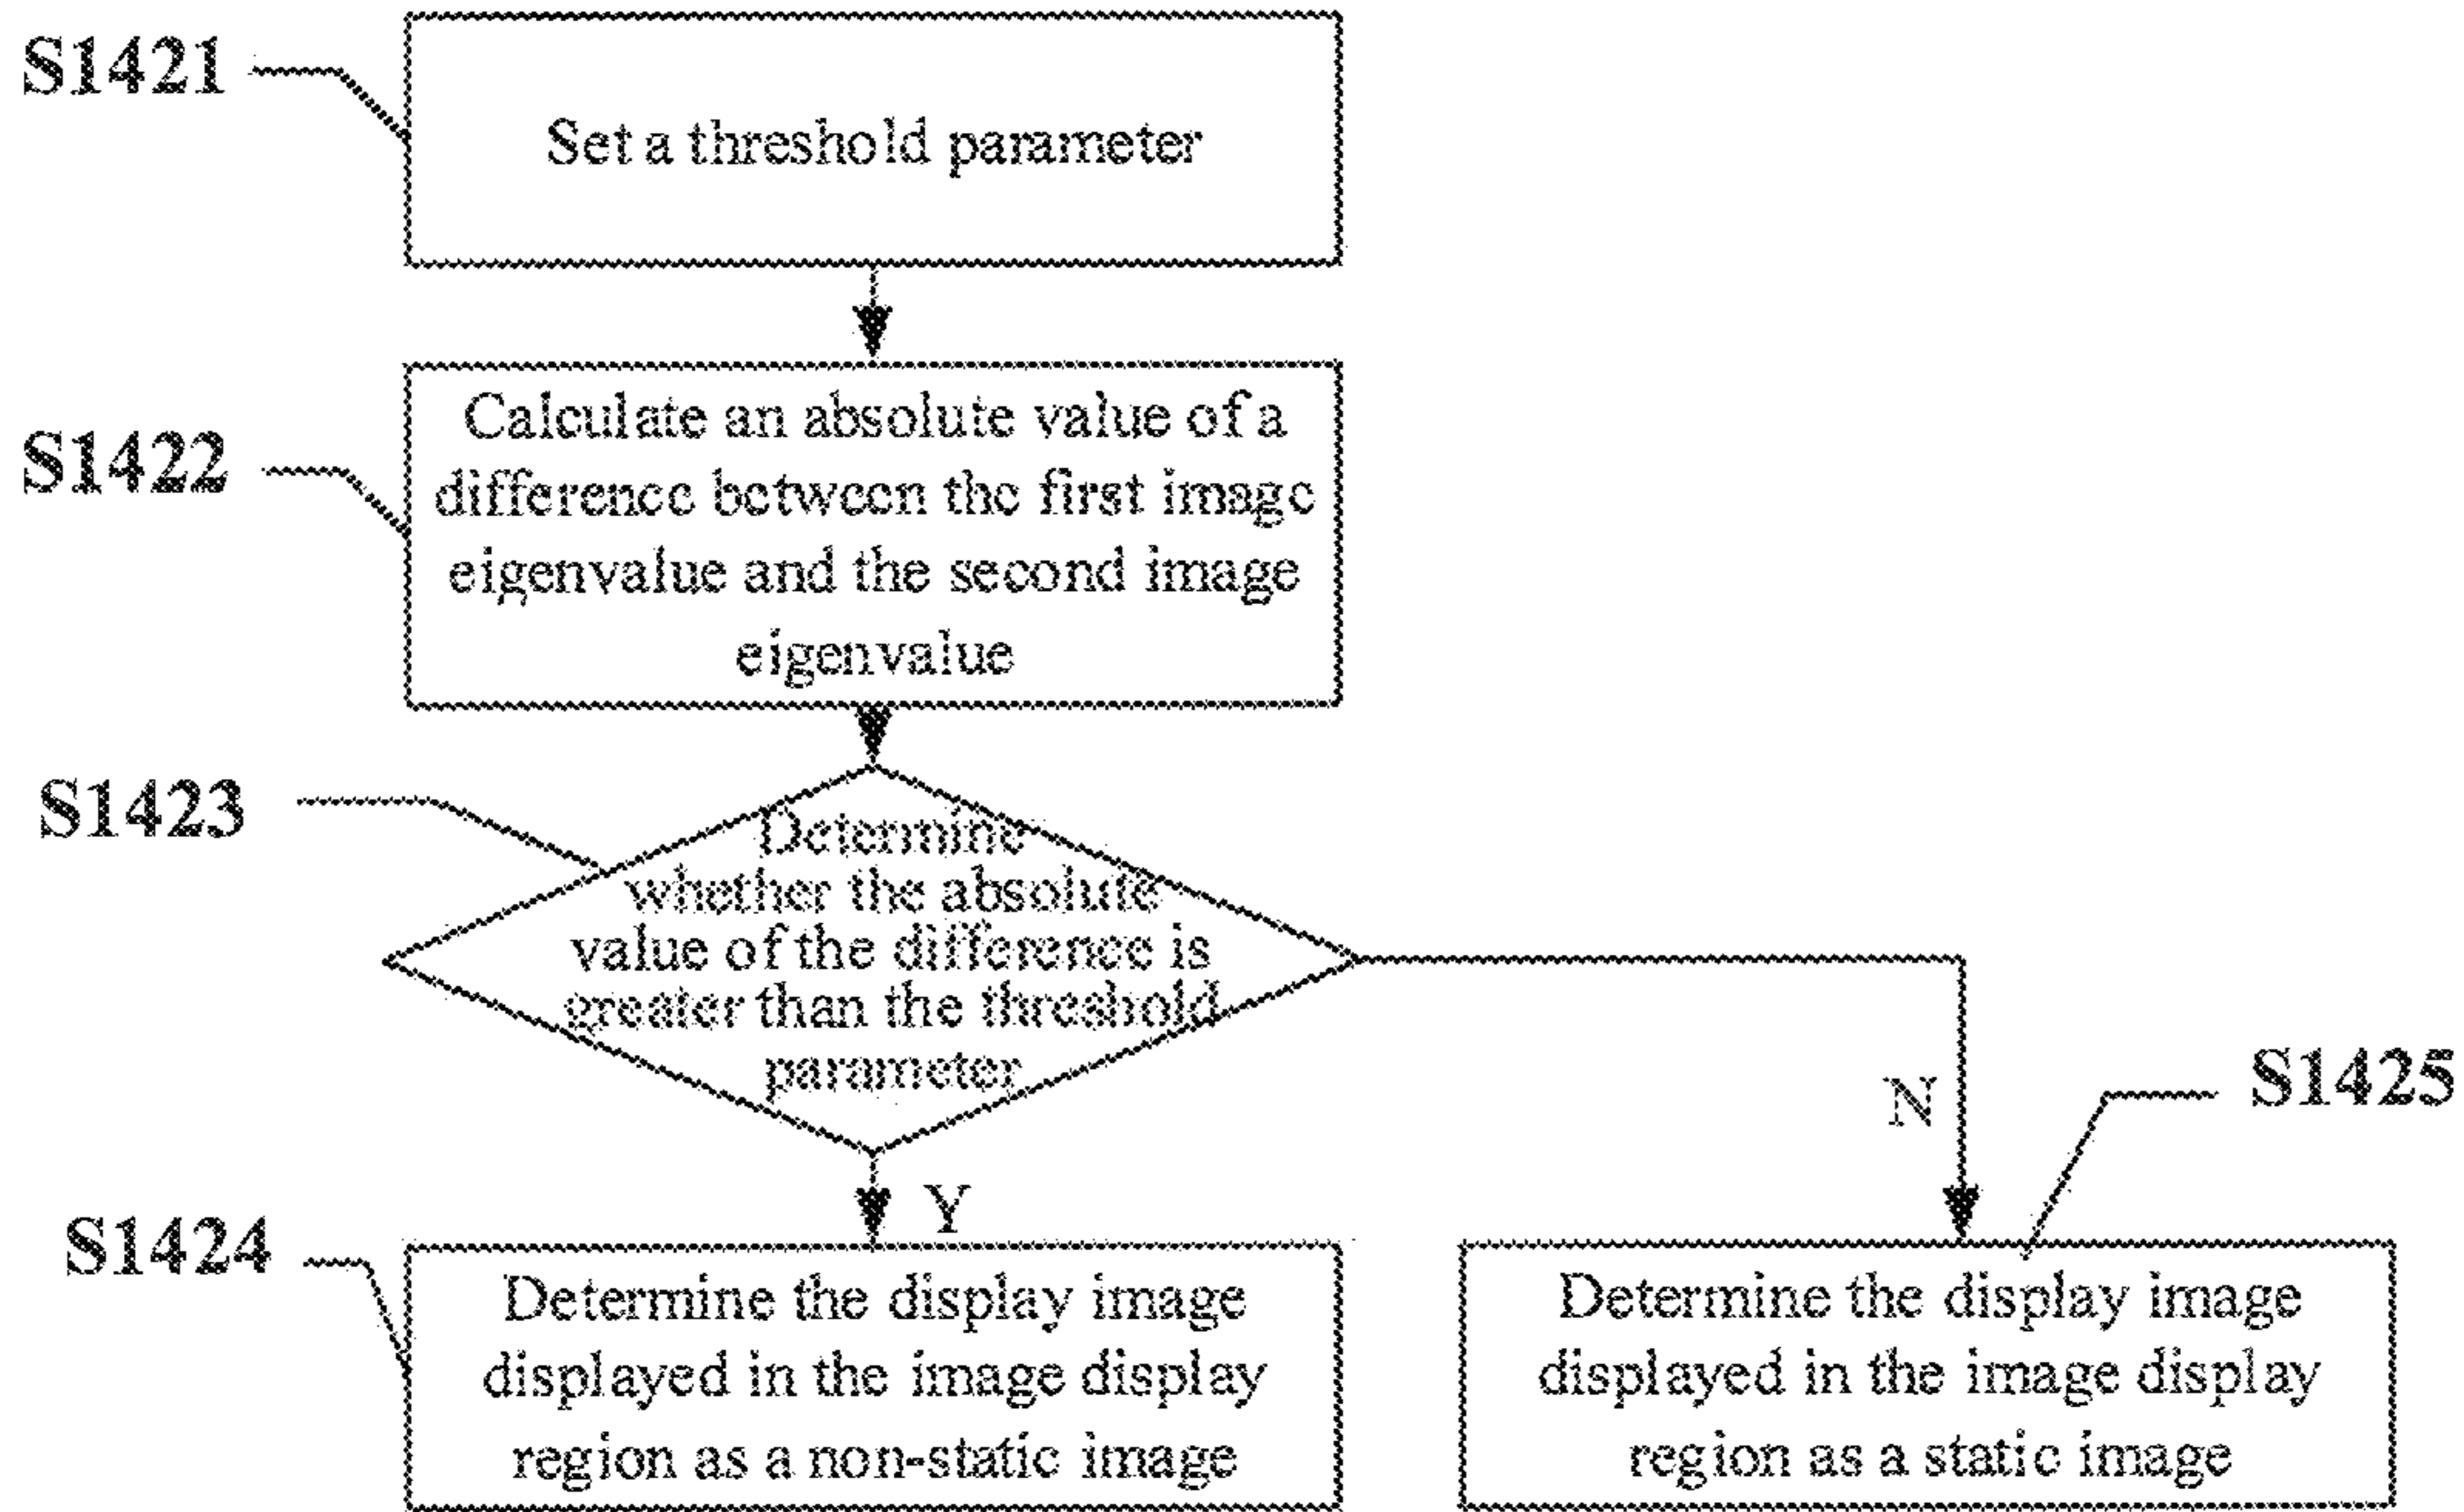 S1421
Set a threshold parameter
S1422
Calculate an absolute value of a
difference between the first image
eigenvalue and the second image
eigenvalue
S1423
Determine
whether the absolute
value of the difference is
greater than the threshold
parameter
N
S1425
Y
S1424
Determine the display image
displayed in the image display
region as a non-static image
Determine the display image
displayed in the image display
region as a static image